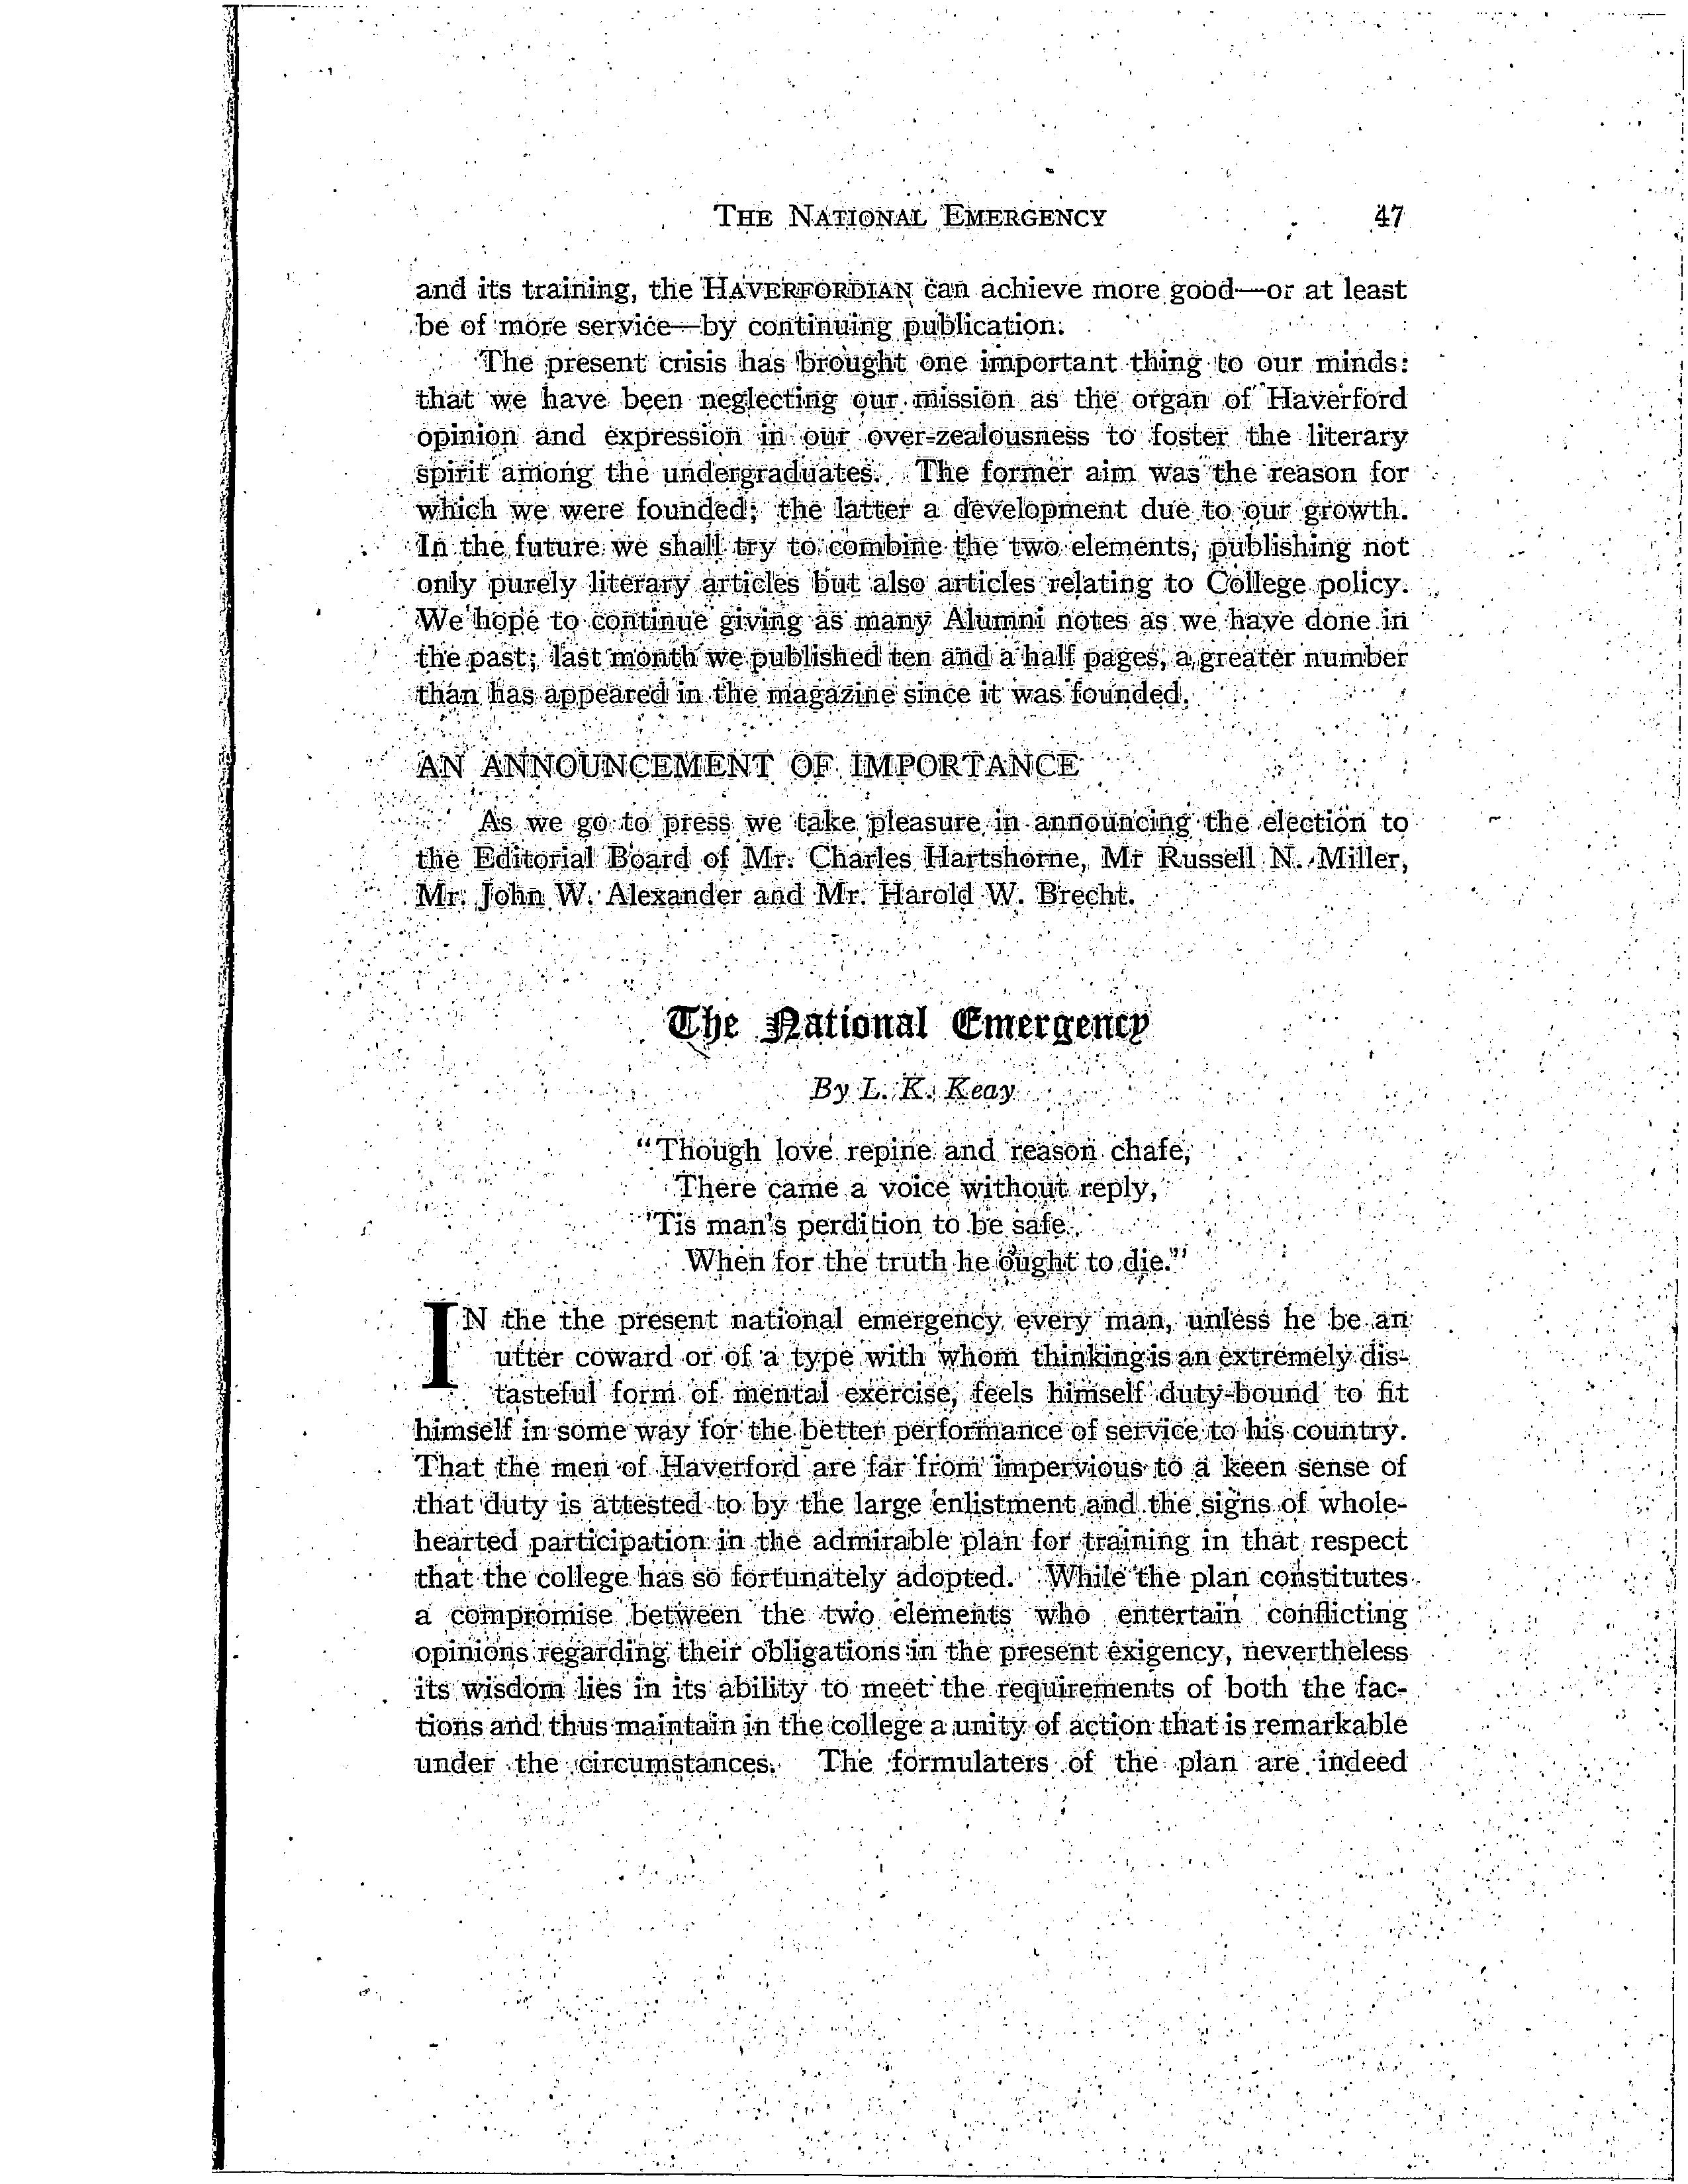 THE NATIONAL EMERGENCY 47
and its training, the HAVERFORDIAN can achieve more good—or at least
be of more service—by continuing publication.
The present crisis has brought one important thing to our minds:
that we have been neglecting our mission as the organ of Haverford
opinion and expression in our over-zealousness to foster the literary
spirit among the undergraduates. The former aim was the reason for
which we were founded; the latter a development due to our growth.
In the future we shall try to combine the two elements, publishing not
only purely literary articles but also articles relating to College policy.
We hope to continue giving as many Alumni notes as we have done in
the past; last month we published ten and a half pages, a greater number
than has appeared in the magazine since it was founded.
AN ANNOUNCEMENT OF IMPORTANCE
As we go to press we take pleasure in announcing the election to
the Editorial Board of Mr. Charles Hartshorne, Mr Russell N. Miller,
Mr. John W. Alexander and Mr. Harold W. Brecht.
The National Emergency
By L. K. Keay
"Though love repine and reason chafe,
There came a voice without reply,
'Tis man's perdition to be safe
When for the truth he ought to die."
IN the the present national emergency every man, unless he be an
utter coward or of a type with whom thinking is an extremely dis-
tasteful form of mental exercise, feels himself duty-bound to fit
himself in some way for the better performance of service to his country.
That the men of Haverford are far from impervious to a keen sense of
that duty is attested to by the large enlistment and the signs of whole-
hearted participation in the admirable plan for training in that respect
that the college has so fortunately adopted. While the plan constitutes
a compromise between the two elements who entertain conflicting
opinions regarding their obligations in the present exigency, nevertheless
its wisdom lies in its ability to meet the requirements of both the fac-
tions and thus maintain in the college a unity of action that is remarkable
under the circumstances. The formulaters of the plan are indeed